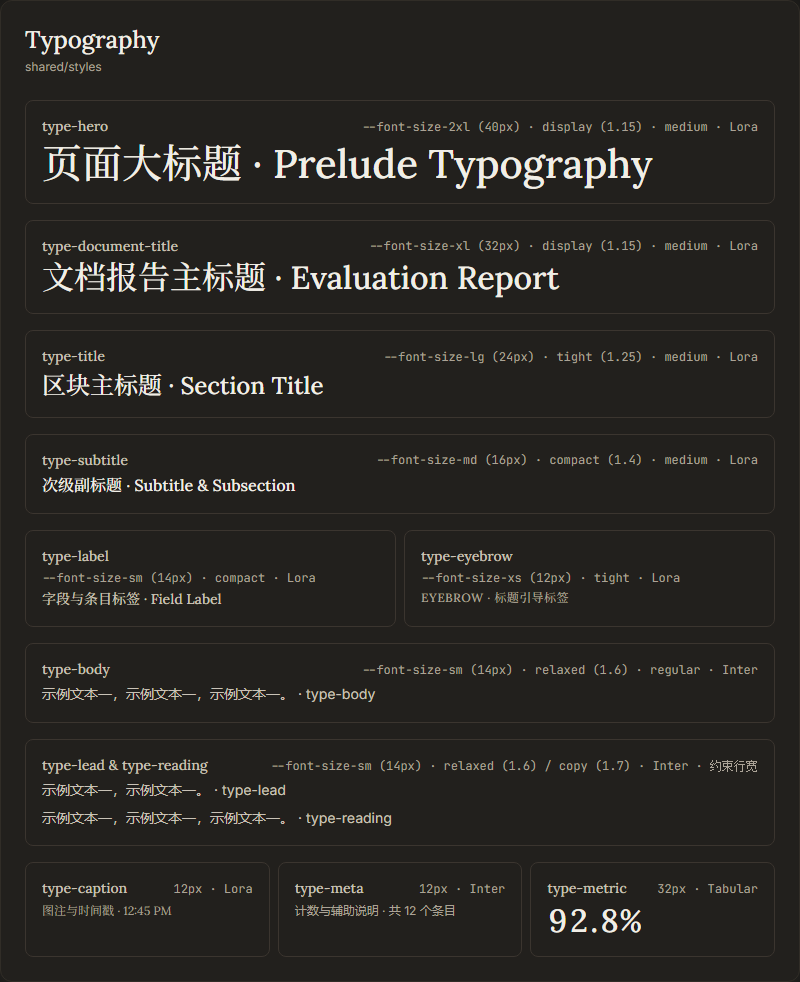 Typography
shared/styles
type-hero --font-size-2xl (40px) · display (1.15) · medium · Lora
页面大标题 · Prelude Typography
type-document-title --font-size-xl (32px) · display (1.15) · medium · Lora
文档报告主标题 · Evaluation Report
type-title --font-size-lg (24px) · tight (1.25) · medium · Lora
区块主标题 · Section Title
type-subtitle --font-size-md (16px) · compact (1.4) · medium · Lora
次级副标题 · Subtitle & Subsection
type-label
--font-size-sm (14px) · compact · Lora
字段与条目标签 · Field Label
type-eyebrow
--font-size-xs (12px) · tight · Lora
EYEBROW · 标题引导标签
type-body --font-size-sm (14px) · relaxed (1.6) · regular · Inter
示例文本一，示例文本一，示例文本一。 · type-body
type-lead & type-reading --font-size-sm (14px) · relaxed (1.6) / copy (1.7) · Inter · 约束行宽
示例文本一，示例文本一。 · type-lead
示例文本一，示例文本一，示例文本一。 · type-reading
type-caption 12px · Lora
图注与时间戳 · 12:45 PM
type-meta 12px · Inter
计数与辅助说明 · 共 12 个条目
type-metric 32px · Tabular
92.8%